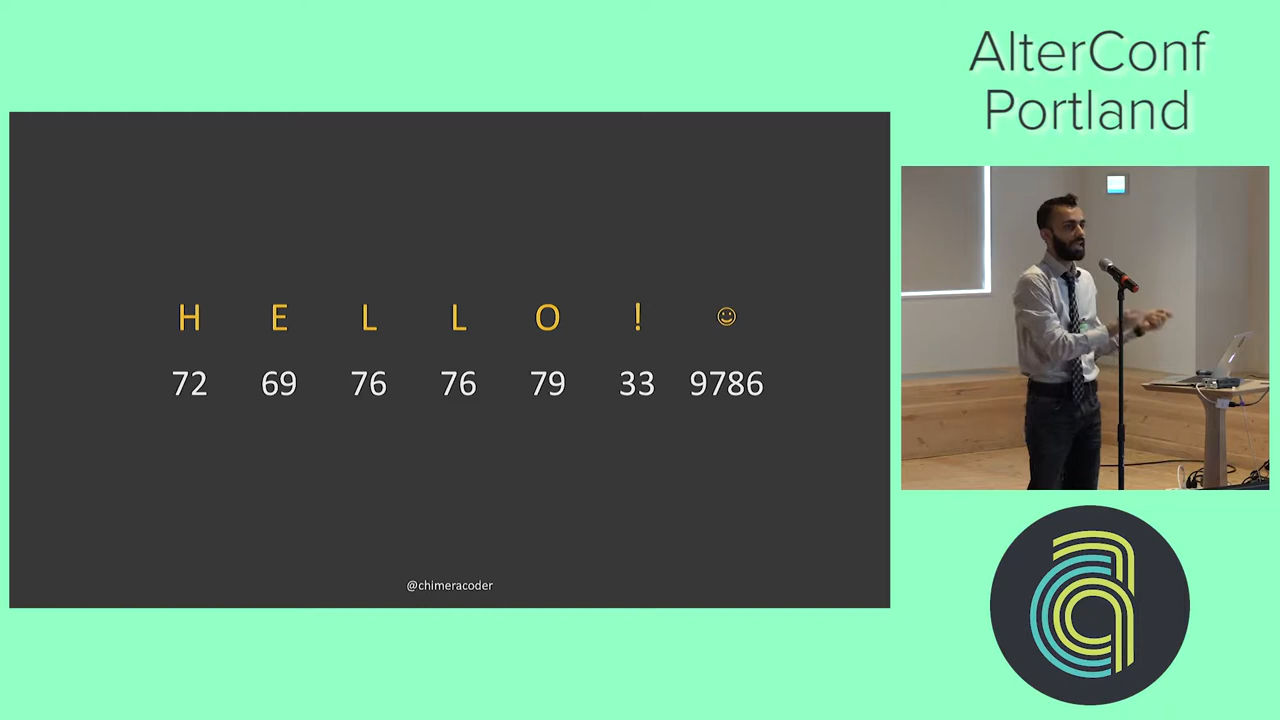 AlterConf
Portland
H E L L O ! ☺
72 69 76 76 79 33 9786
@chimeracoder